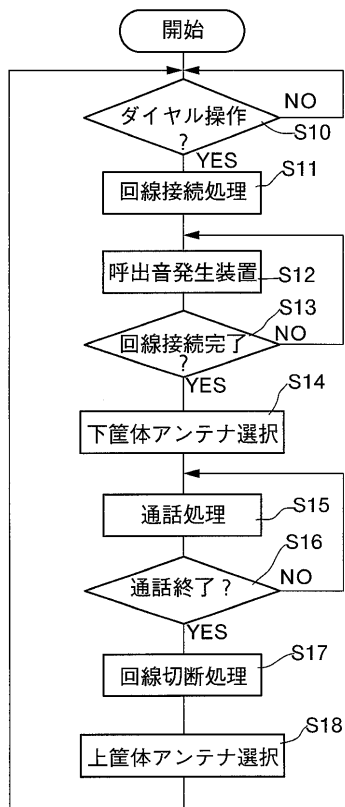 開始
ダイヤル操作
?
NO
S10
YES
S11
回線接続処理
呼出音発生装置
S12
S13
回線接続完了
?
NO
YES
S14
下筐体アンテナ選択
通話処理
S15
S16
通話終了?
NO
YES
S17
回線切断処理
S18
上筐体アンテナ選択